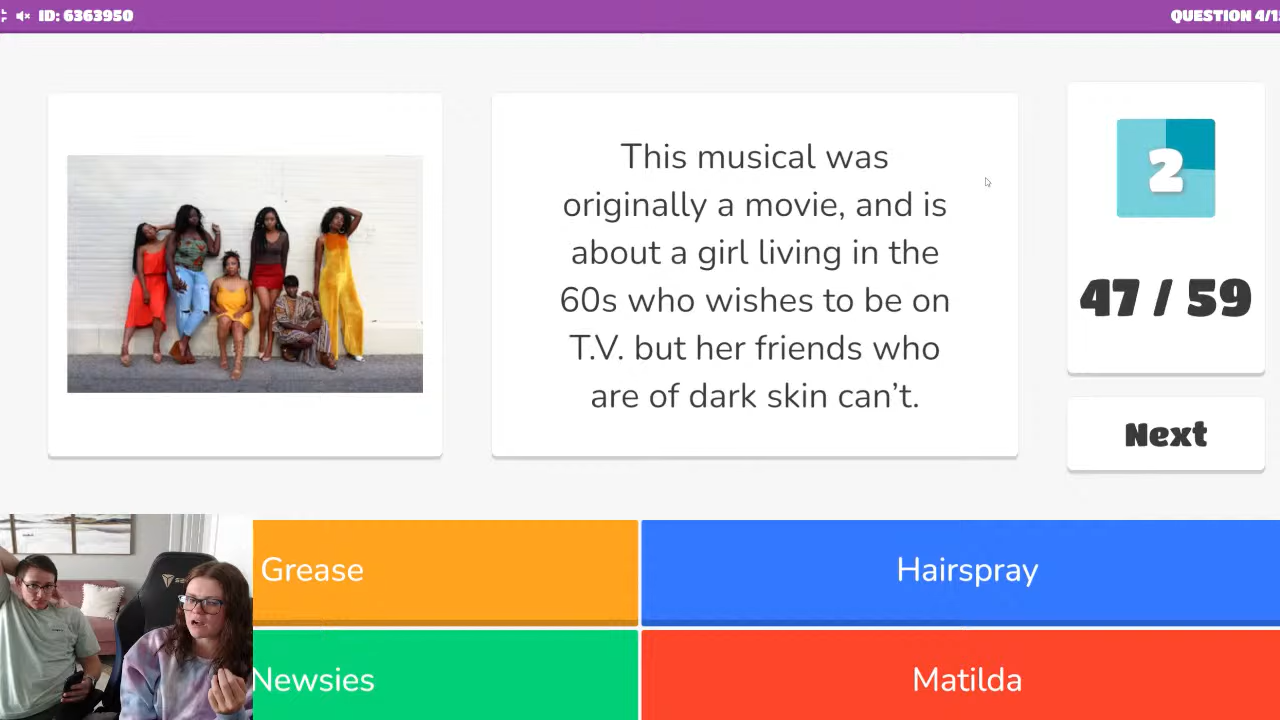 ID: 6363950
This musical was
originally a movie, and is
about a girl living in the
60s who wishes to be on
T.V. but her friends who
are of dark skin can’t.
2
47 / 59
Next
Grease
Hairspray
Newsies
Matilda
QUESTION 4/1